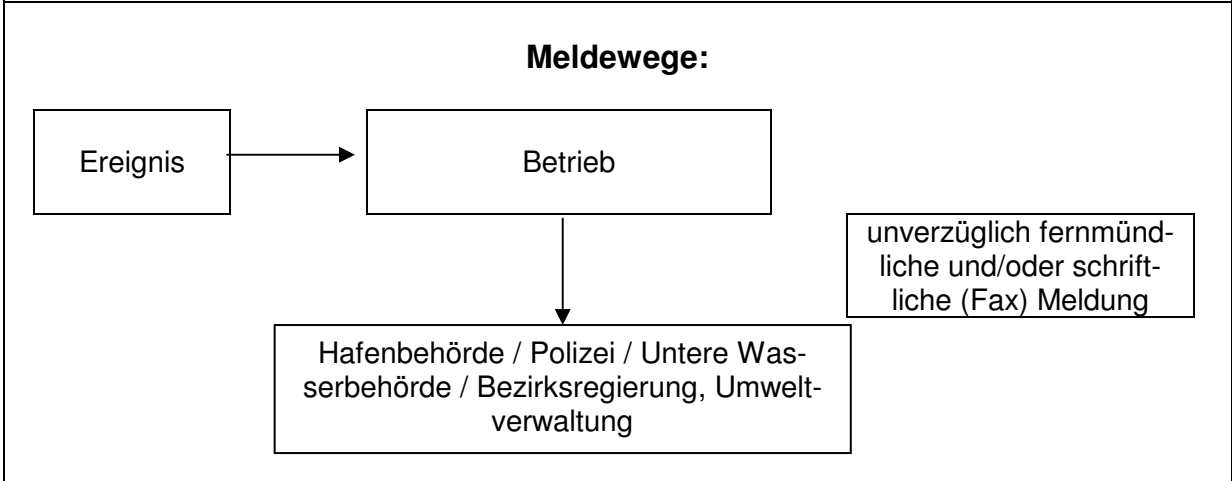 Meldewege:
Ereignis
Betrieb
unverzüglich fernmünd-
liche und/oder schrift-
liche (Fax) Meldung
Hafenbehörde / Polizei / Untere Was-
serbehörde / Bezirksregierung, Umwelt-
verwaltung